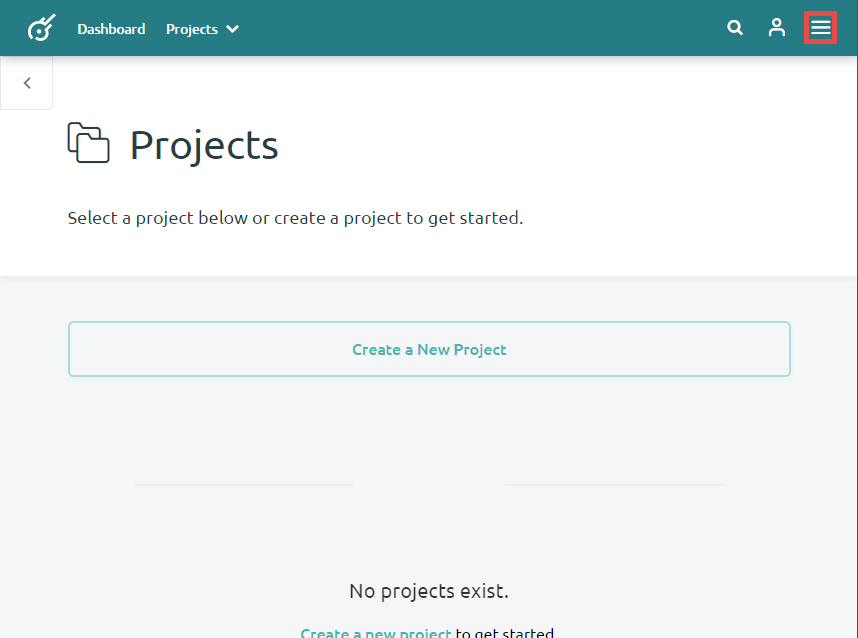 Dashboard Projects
Projects
Select a project below or create a project to get started.
Create a New Project
No projects exist.
Create a new project to get started.